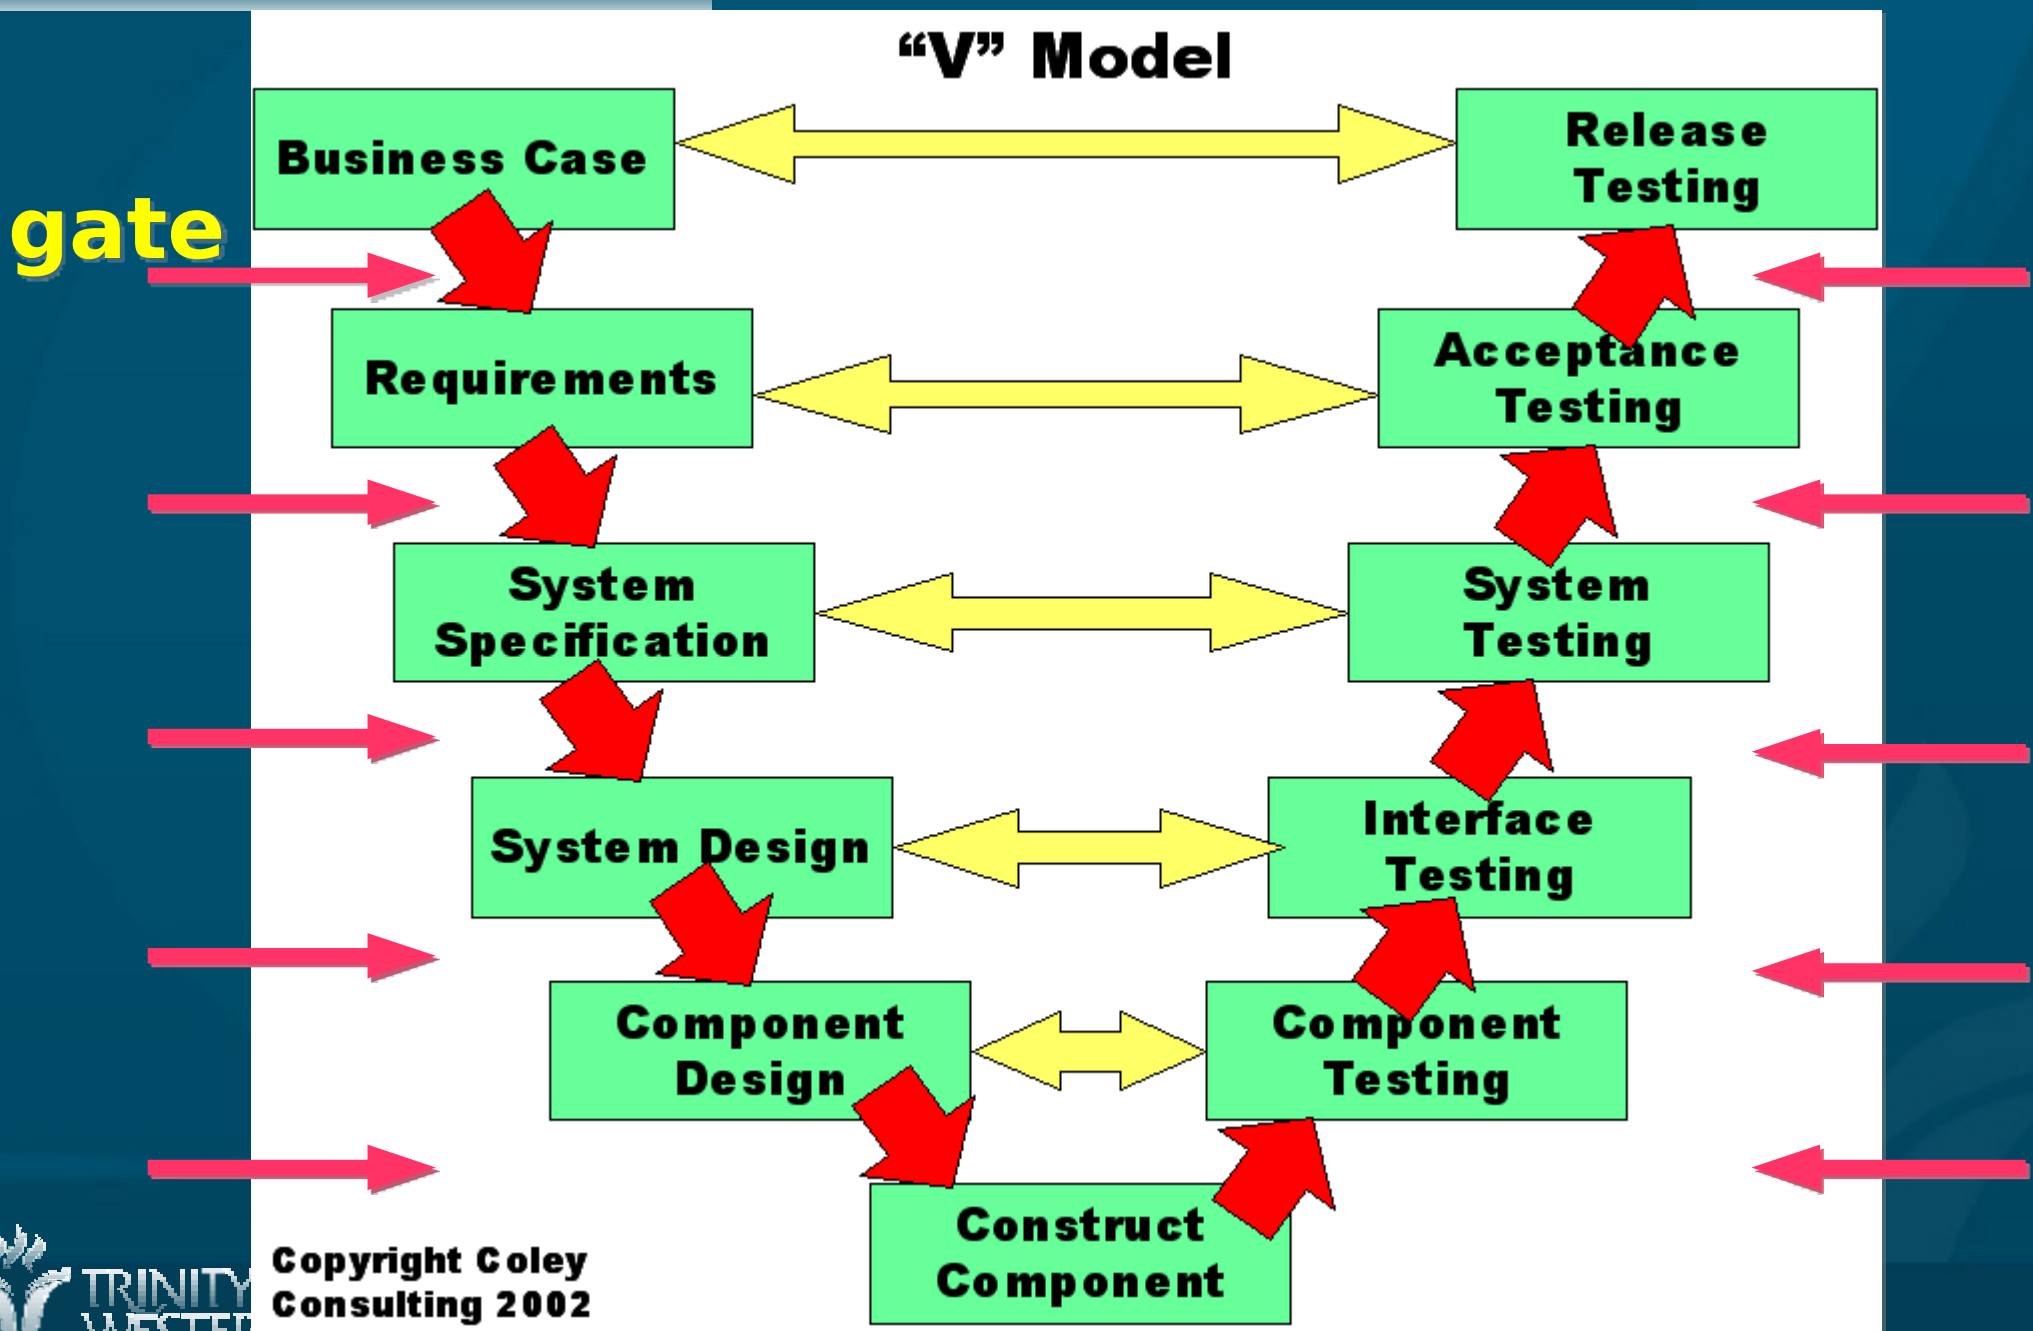 “V” Model
Business Case
Release
Testing
gate
Requirements
Acceptance
Testing
System
Specification
System
Testing
System Design
Interface
Testing
Component
Design
Component
Testing
Construct
Component
Copyright Coley
Consulting 2002
TRINITY